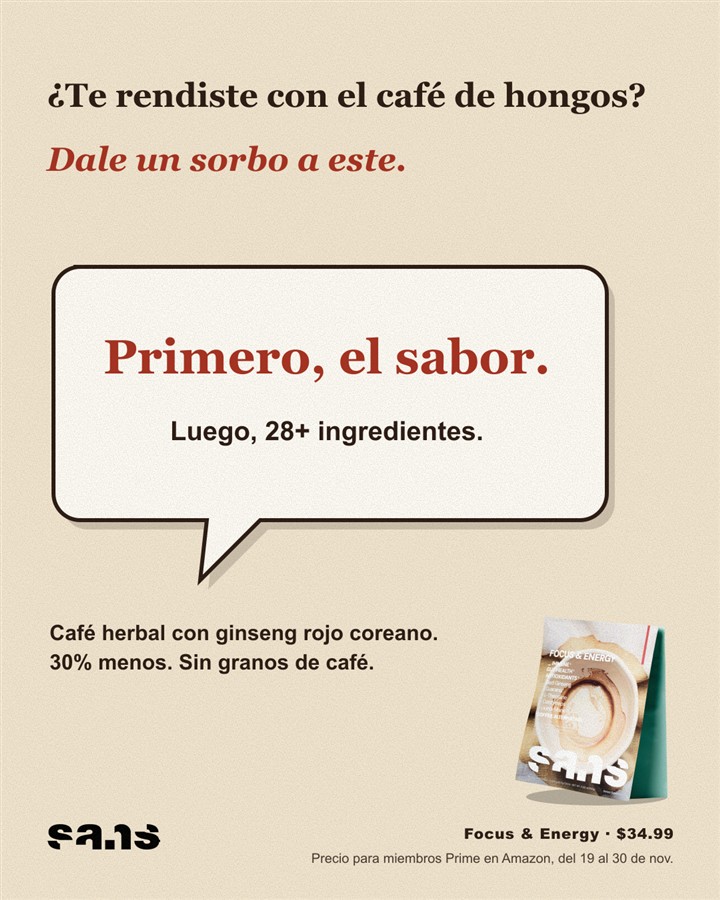 ¿Te rendiste con el café de hongos?
Dale un sorbo a este.
Primero, el sabor.
Luego, 28+ ingredientes.
Café herbal con ginseng rojo coreano.
30% menos. Sin granos de café.
FOCUS & ENERGY
sans
sans
Focus & Energy · $34.99
Precio para miembros Prime en Amazon, del 19 al 30 de nov.